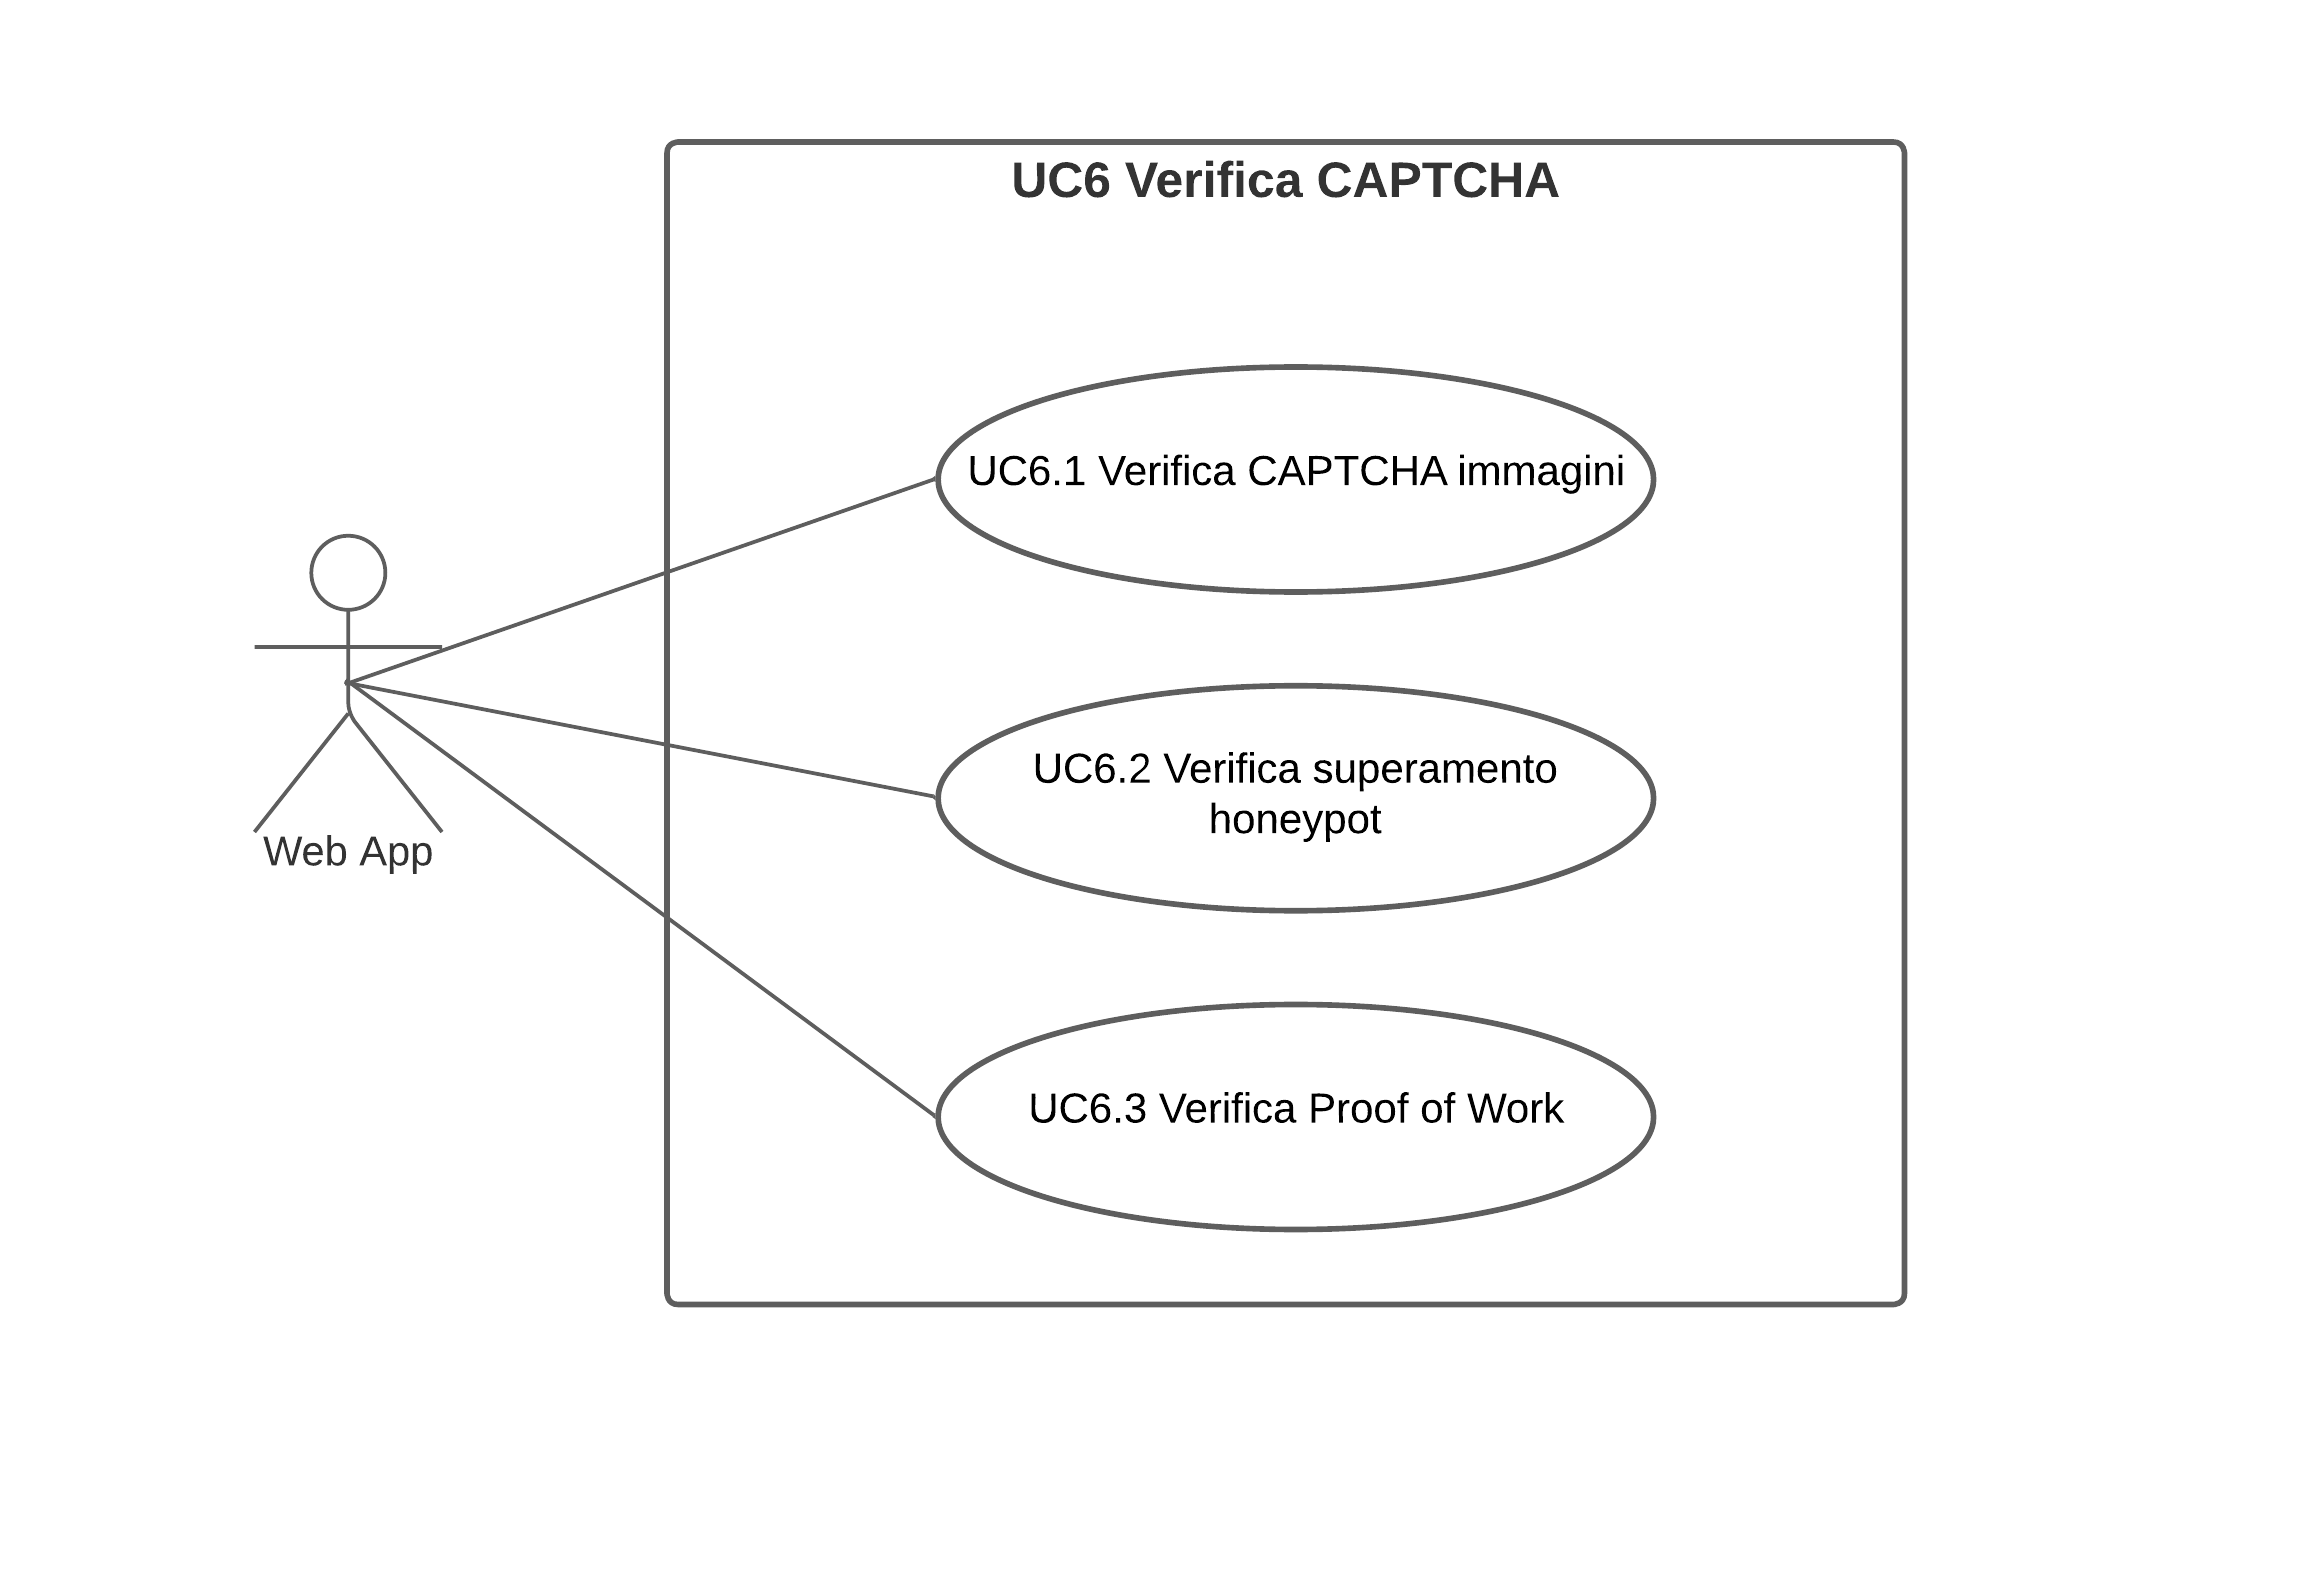 UC6 Verifica CAPTCHA
UC6.1 Verifica CAPTCHA immagini
UC6.2 Verifica superamento
honeypot
Web App
UC6.3 Verifica Proof of Work